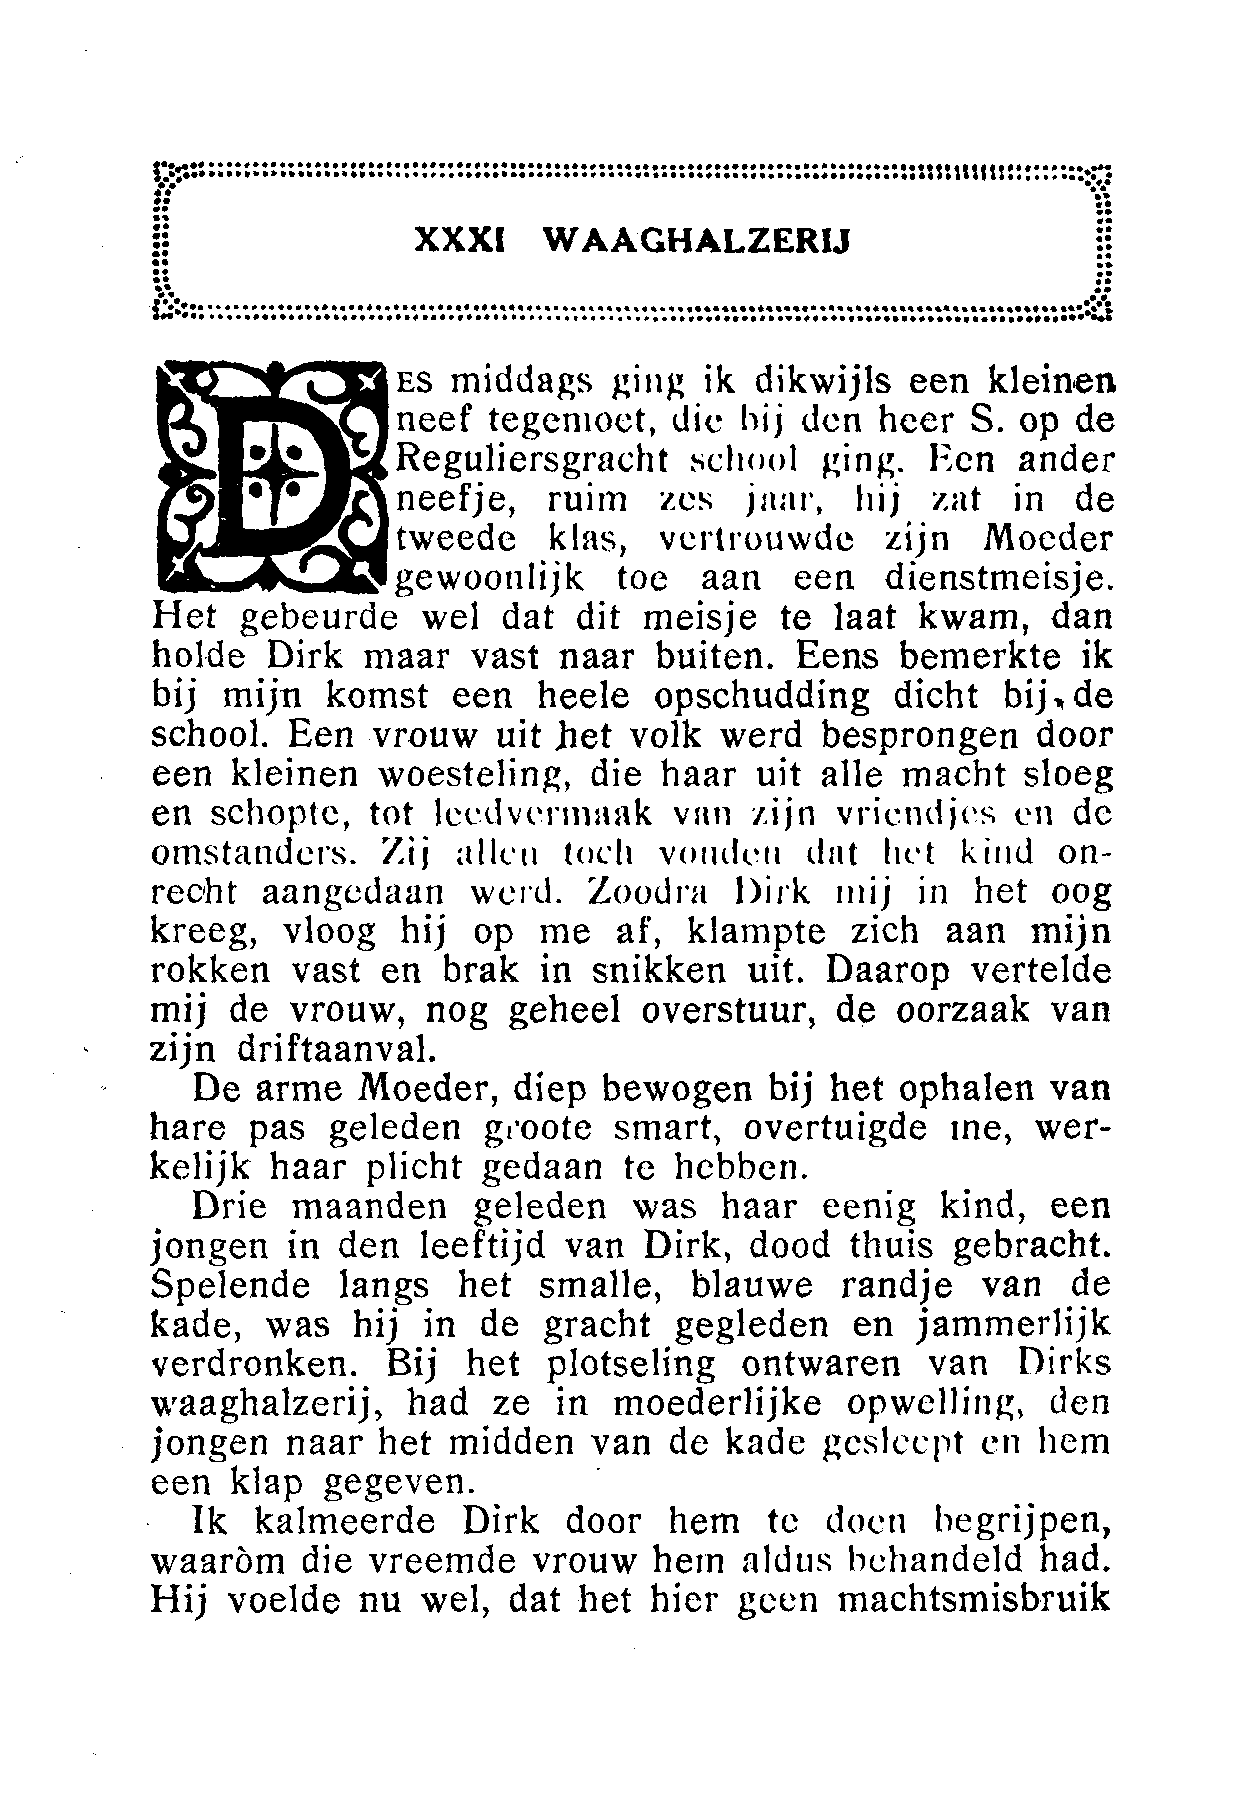 XXXI WAAGHALZERIJ
DES middags ging ik dikwijls een kleinen
neef tegemoet, die bij den heer S. op de
Reguliersgracht school ging. Een ander
neefje, ruim zes jaar, hij zat in de
tweede klas, vertrouwde zijn Moeder
gewoonlijk toe aan een dienstmeisje.
Het gebeurde wel dat dit meisje te laat kwam, dan
holde Dirk maar vast naar buiten. Eens bemerkte ik
bij mijn komst een heele opschudding dicht bij de
school. Een vrouw uit het volk werd besprongen door
een kleinen woesteling, die haar uit alle macht sloeg
en schopte, tot leedvermaak van zijn vriendjes en de
omstanders. Zij allen toch vonden dat het kind on-
recht aangedaan werd. Zoodra Dirk mij in het oog
kreeg, vloog hij op me af, klampte zich aan mijn
rokken vast en brak in snikken uit. Daarop vertelde
mij de vrouw, nog geheel overstuur, de oorzaak van
zijn driftaanval.
De arme Moeder, diep bewogen bij het ophalen van
hare pas geleden groote smart, overtuigde me, wer-
kelijk haar plicht gedaan te hebben.
Drie maanden geleden was haar eenig kind, een
jongen in den leeftijd van Dirk, dood thuis gebracht.
Spelende langs het smalle, blauwe randje van de
kade, was hij in de gracht gegleden en jammerlijk
verdronken. Bij het plotseling ontwaren van Dirks
waaghalzerij, had ze in moederlijke opwelling, den
jongen naar het midden van de kade gesleept en hem
een klap gegeven.
Ik kalmeerde Dirk door hem te doen begrijpen,
waaròm die vreemde vrouw hem aldus behandeld had.
Hij voelde nu wel, dat het hier geen machtsmisbruik